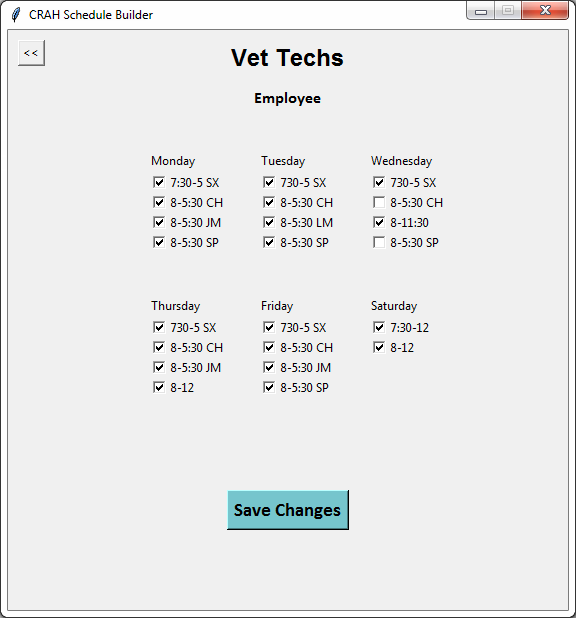 CRAH Schedule Builder
<<
Vet Techs
Employee
Monday
7:30-5 SX
8-5:30 CH
8-5:30 JM
8-5:30 SP
Tuesday
730-5 SX
8-5:30 CH
8-5:30 LM
8-5:30 SP
Wednesday
730-5 SX
8-5:30 CH
8-11:30
8-5:30 SP
Thursday
730-5 SX
8-5:30 CH
8-5:30 JM
8-12
Friday
730-5 SX
8-5:30 CH
8-5:30 JM
8-5:30 SP
Saturday
7:30-12
8-12
Save Changes